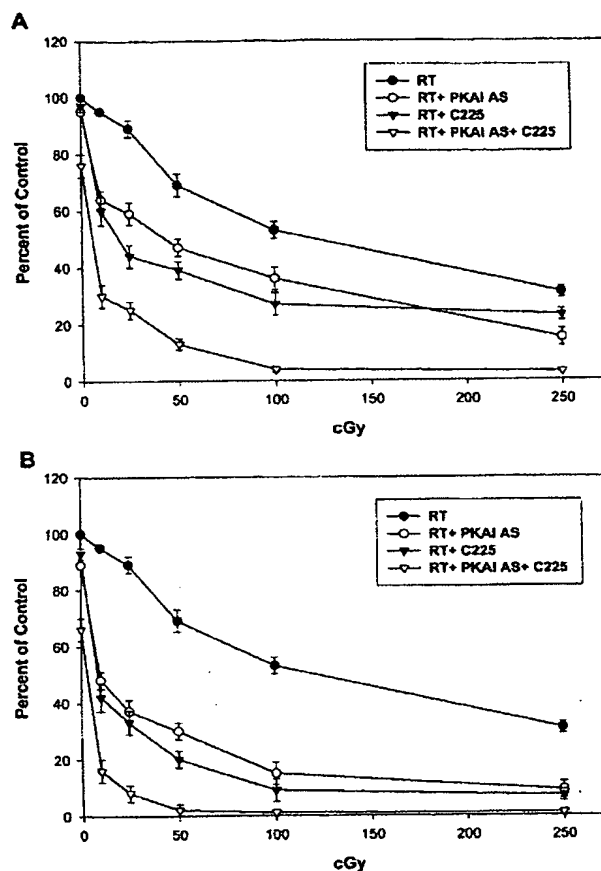 A
120
100
80
60
40
20
0
Percent of Control
RT
RT+ PKAI AS
RT+ C225
RT+ PKAI AS+ C225
0 50 100 150 200 250
cGy
B
120
100
80
60
40
20
0
Percent of Control
RT
RT+ PKAI AS
RT+ C225
RT+ PKAI AS+ C225
0 50 100 150 200 250
cGy